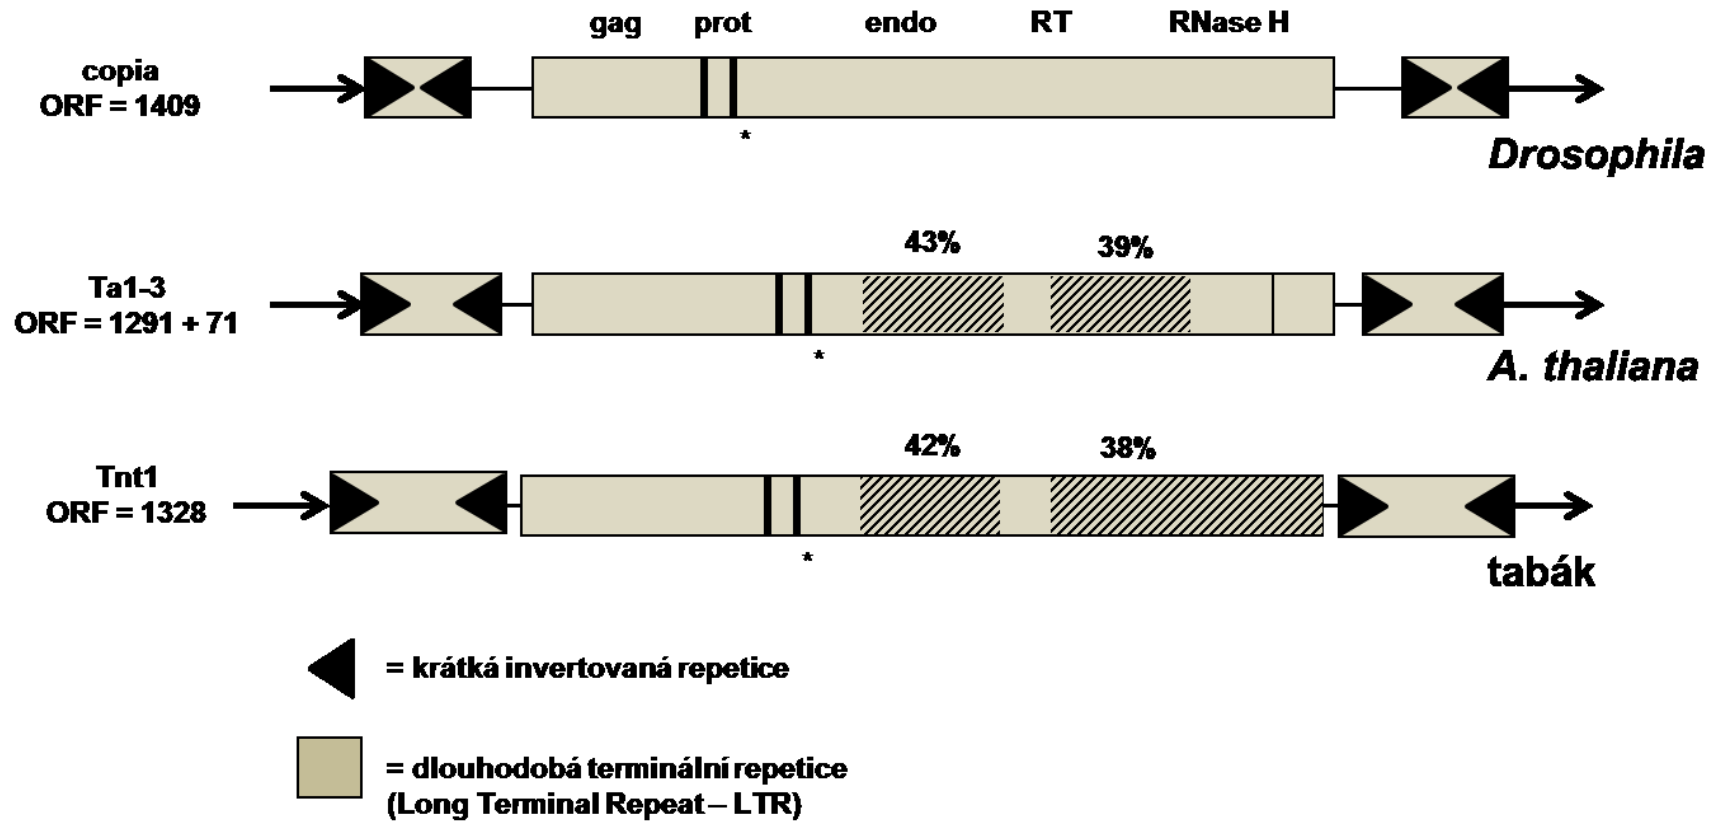 gag prot endo RT RNase H
copia
ORF = 1409
*
Drosophila
43% 39%
Ta1-3
ORF = 1291 + 71
*
A. thaliana
42% 38%
Tnt1
ORF = 1328
*
tabák
= krátká invertovaná repetice
= dlouhodobá terminální repetice
(Long Terminal Repeat – LTR)